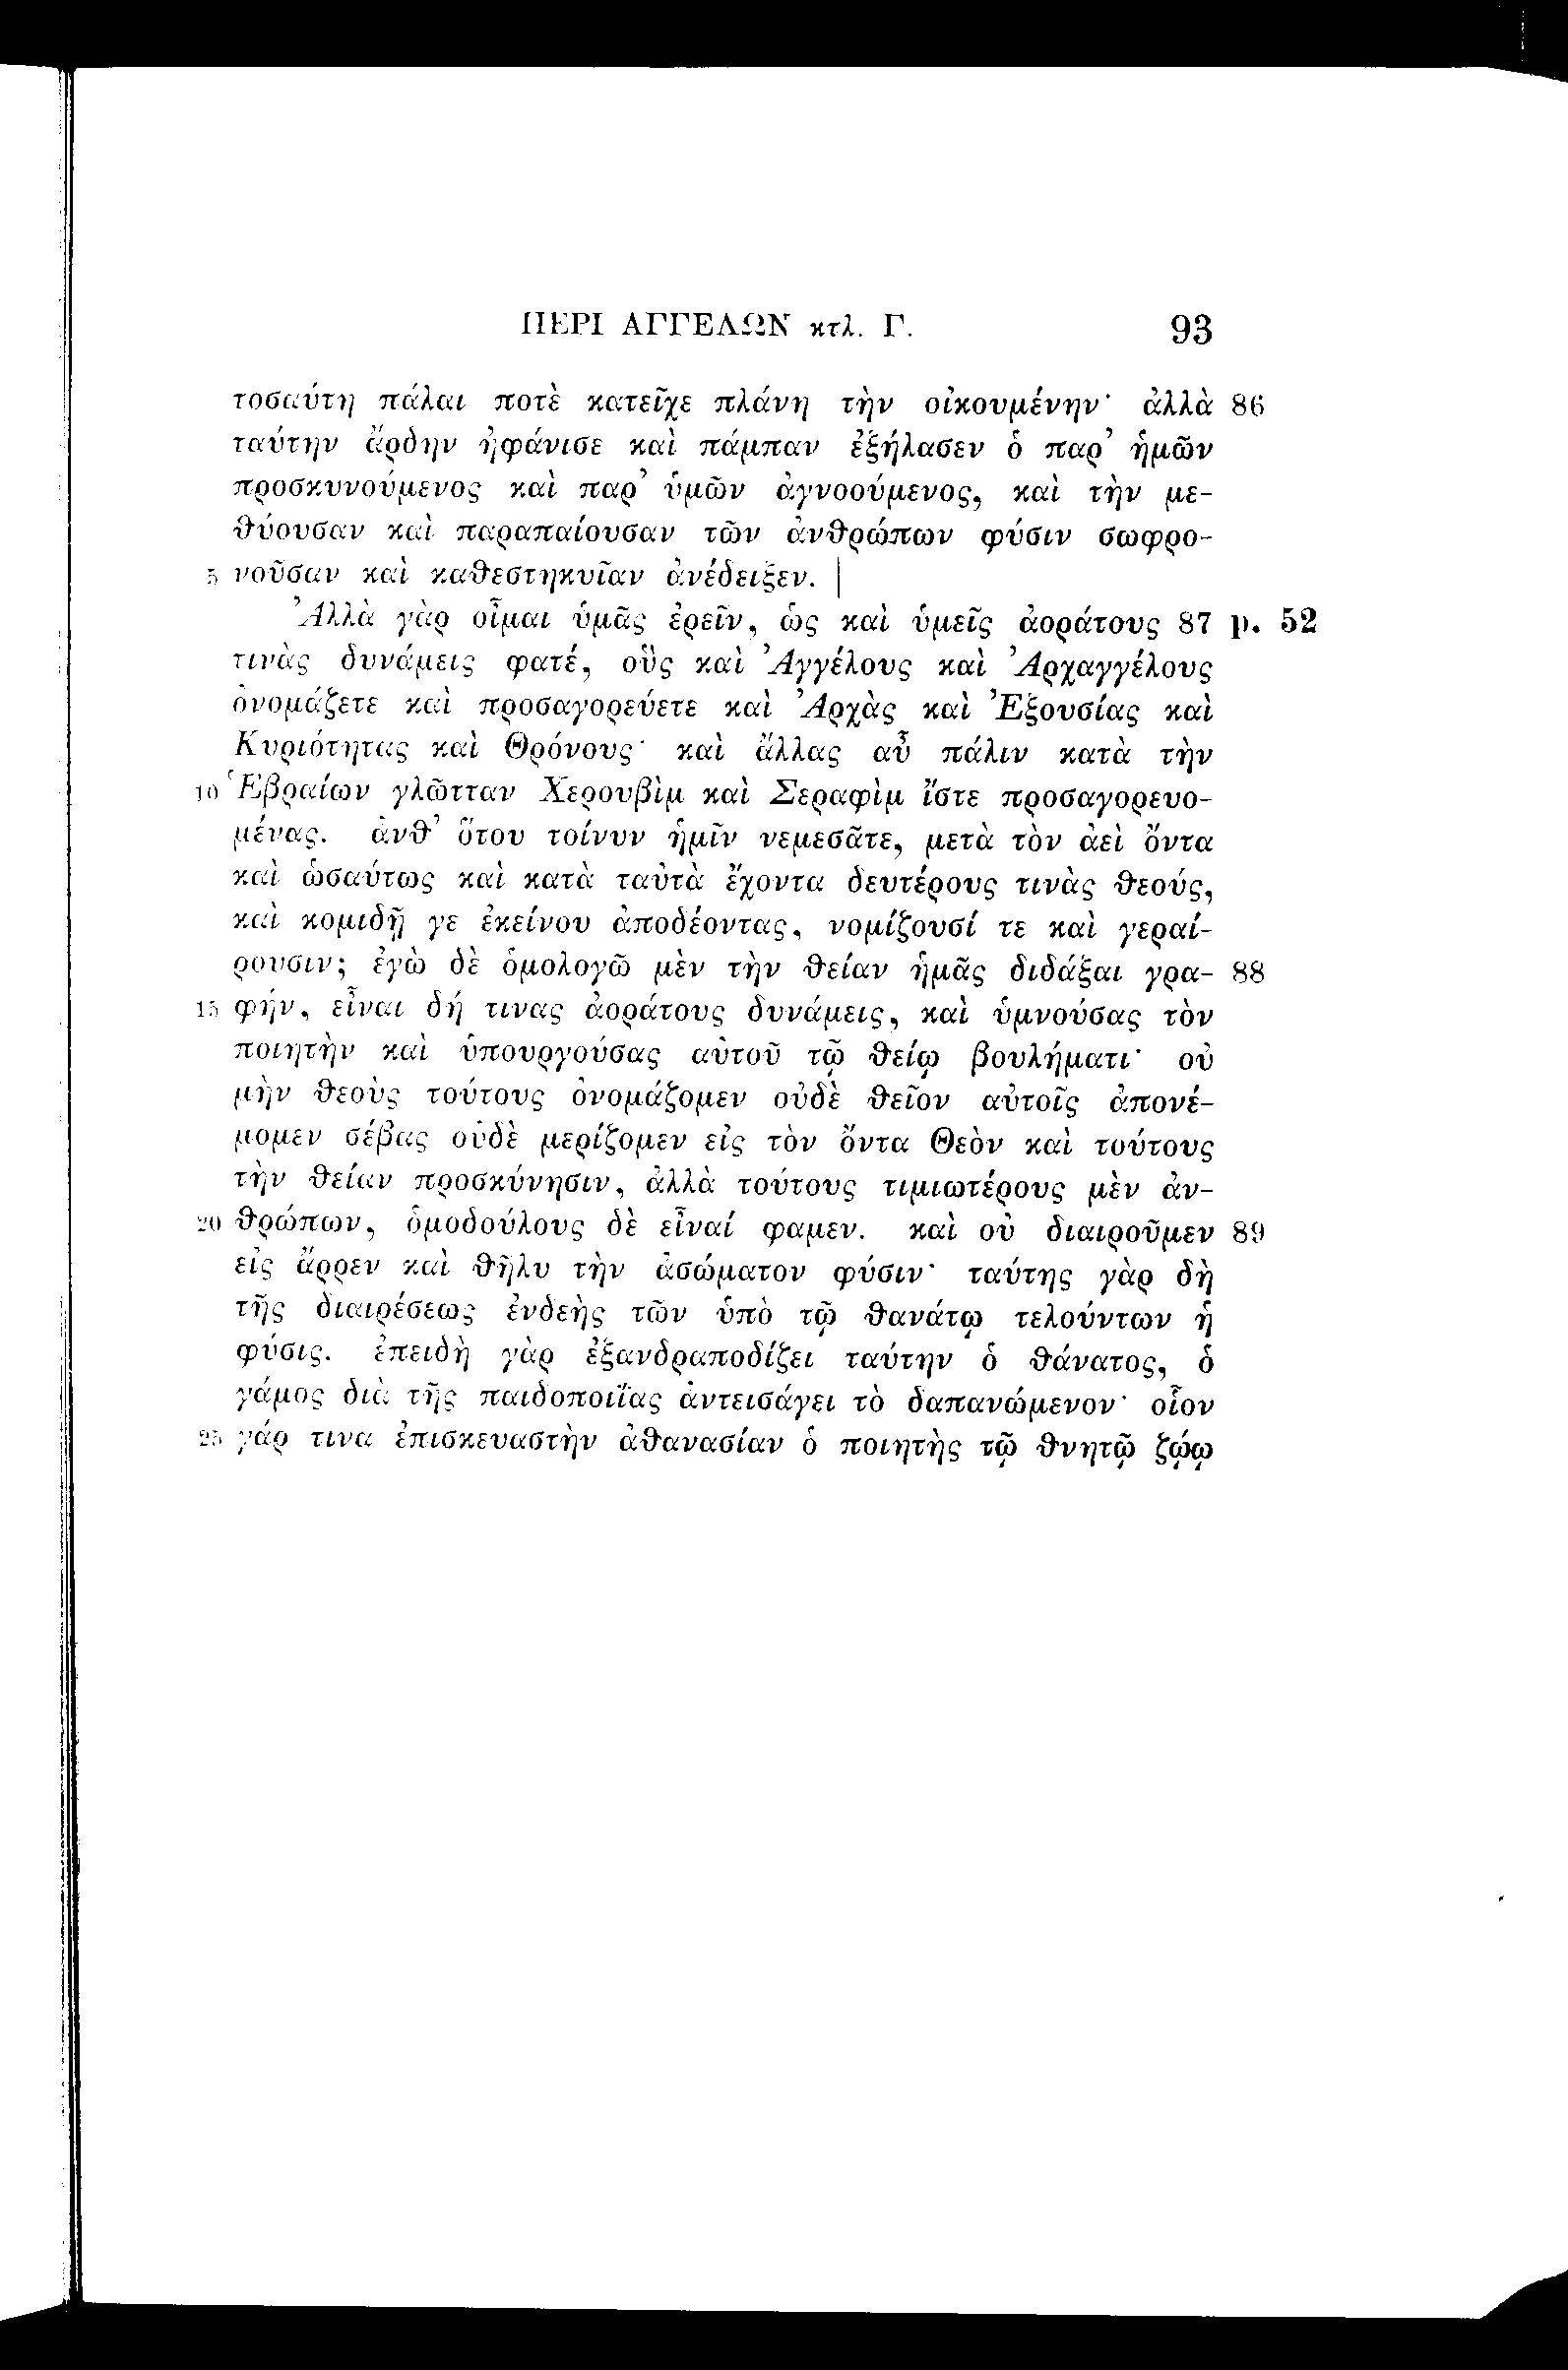 ΠΕΡΙ ΑΓΓΕΛΩΝ κτλ. Γ. 93
τοσαύτη πάλαι ποτὲ κατεῖχε πλάνη τὴν οἰκουμένην· ἀλλὰ 86
ταύτην ἄρδην ἠφάνισε καὶ πάμπαν ἐξήλασεν ὁ παρ’ ἡμῶν
προσκυνούμενος καὶ παρ’ ὑμῶν ἀγνοούμενος, καὶ τὴν με-
θύουσαν καὶ παραπαίουσαν τῶν ἀνθρώπων φύσιν σωφρο-
5 νοῦσαν καὶ καθεστηκυῖαν ἀνέδειξεν. |
Ἀλλὰ γὰρ οἶμαι ὑμᾶς ἐρεῖν, ὡς καὶ ὑμεῖς ἀοράτους 87 p. 52
τινὰς δυνάμεις φατέ, οὓς καὶ Ἀγγέλους καὶ Ἀρχαγγέλους
ὀνομάζετε καὶ προσαγορεύετε καὶ Ἀρχὰς καὶ Ἐξουσίας καὶ
Κυριότητας καὶ Θρόνους· καὶ ἄλλας αὖ πάλιν κατὰ τὴν
10 Ἑβραίων γλῶτταν Χερουβὶμ καὶ Σεραφὶμ ἴστε προσαγορευο-
μένας. ἀνθ’ ὅτου τοίνυν ἡμῖν νεμεσᾶτε, μετὰ τὸν ἀεὶ ὄντα
καὶ ὡσαύτως καὶ κατὰ ταὐτὰ ἔχοντα δευτέρους τινὰς θεούς,
καὶ κομιδῇ γε ἐκείνου ἀποδέοντας, νομίζουσί τε καὶ γεραί-
ρουσιν; ἐγὼ δὲ ὁμολογῶ μὲν τὴν θείαν ἡμᾶς διδάξαι γρα- 88
15 φήν, εἶναι δή τινας ἀοράτους δυνάμεις, καὶ ὑμνούσας τὸν
ποιητὴν καὶ ὑπουργούσας αὐτοῦ τῷ θείῳ βουλήματι· οὐ
μὴν θεοὺς τούτους ὀνομάζομεν οὐδὲ θεῖον αὐτοῖς ἀπονέ-
μομεν σέβας οὐδὲ μερίζομεν εἰς τὸν ὄντα Θεὸν καὶ τούτους
τὴν θείαν προσκύνησιν, ἀλλὰ τούτους τιμιωτέρους μὲν ἀν-
20 θρώπων, ὁμοδούλους δὲ εἶναί φαμεν. καὶ οὐ διαιροῦμεν 89
εἰς ἄρρεν καὶ θῆλυ τὴν ἀσώματον φύσιν· ταύτης γὰρ δὴ
τῆς διαιρέσεως ἐνδεὴς τῶν ὑπὸ τῷ θανάτῳ τελούντων ἡ
φύσις. ἐπειδὴ γὰρ ἐξανδραποδίζει ταύτην ὁ θάνατος, ὁ
γάμος διὰ τῆς παιδοποιΐας ἀντεισάγει τὸ δαπανώμενον· οἷον
25 γάρ τινα ἐπισκευαστὴν ἀθανασίαν ὁ ποιητὴς τῷ θνητῷ ζῴῳ